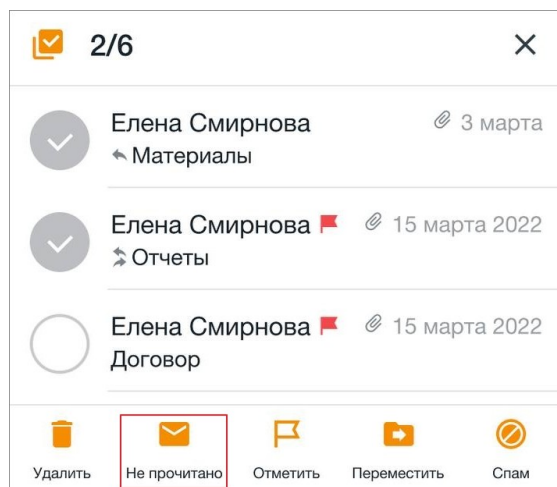 2/6
Елена Смирнова 3 марта
Материалы
Елена Смирнова 15 марта 2022
Отчеты
Елена Смирнова 15 марта 2022
Договор
Удалить Не прочитано Отметить Переместить Спам